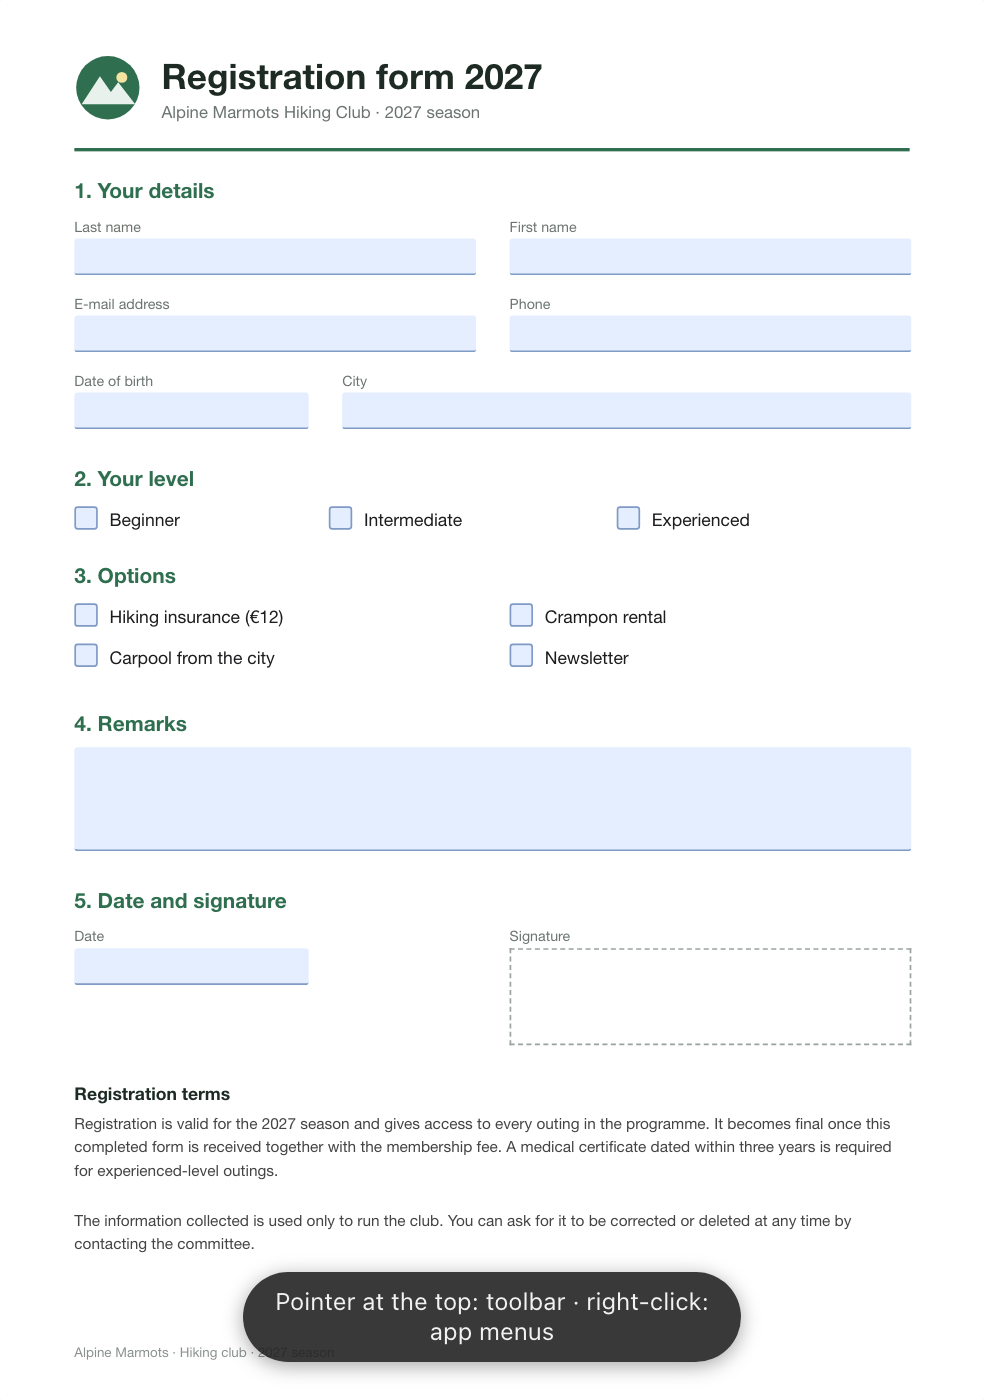 Registration form 2027
Alpine Marmots Hiking Club · 2027 season
1. Your details
Last name
First name
E-mail address
Phone
Date of birth
City
2. Your level
Beginner
Intermediate
Experienced
3. Options
Hiking insurance (€12)
Crampon rental
Carpool from the city
Newsletter
4. Remarks
5. Date and signature
Date
Signature
Registration terms
Registration is valid for the 2027 season and gives access to every outing in the programme. It becomes final once this
completed form is received together with the membership fee. A medical certificate dated within three years is required
for experienced-level outings.
The information collected is used only to run the club. You can ask for it to be corrected or deleted at any time by
contacting the committee.
Pointer at the top: toolbar · right-click:
app menus
Alpine Marmots · Hiking club · 2027 season